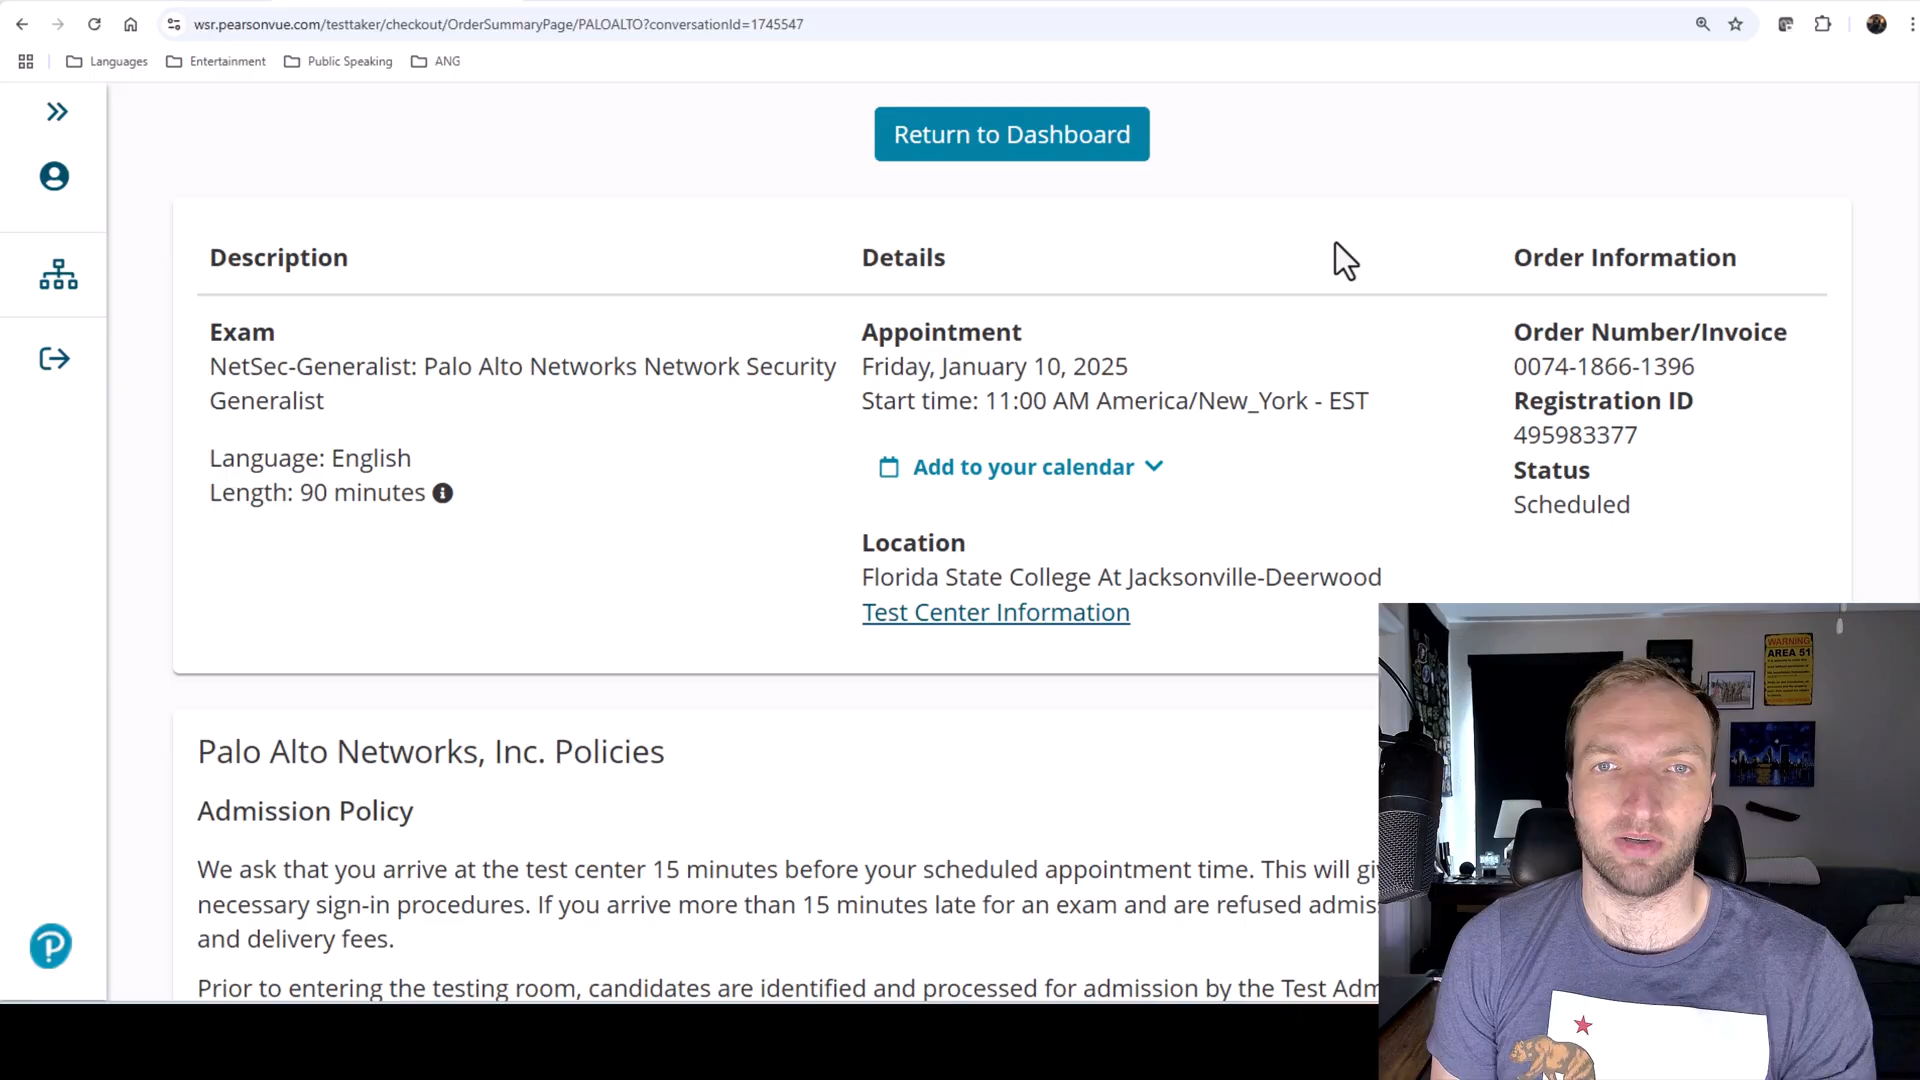 wsr.pearsonvue.com/testtaker/checkout/OrderSummaryPage/PALOALTO?conversationId=1745547
Languages
Entertainment
Public Speaking
ANG
Return to Dashboard
Description
Details
Order Information
Exam
NetSec-Generalist: Palo Alto Networks Network Security
Generalist
Language: English
Length: 90 minutes
Appointment
Friday, January 10, 2025
Start time: 11:00 AM America/New_York - EST
Add to your calendar
Location
Florida State College At Jacksonville-Deerwood
Test Center Information
Order Number/Invoice
0074-1866-1396
Registration ID
495983377
Status
Scheduled
Palo Alto Networks, Inc. Policies
Admission Policy
We ask that you arrive at the test center 15 minutes before your scheduled appointment time. This will gi
necessary sign-in procedures. If you arrive more than 15 minutes late for an exam and are refused admis
and delivery fees.
Prior to entering the testing room, candidates are identified and processed for admission by the Test Adm
WARNING
AREA 51